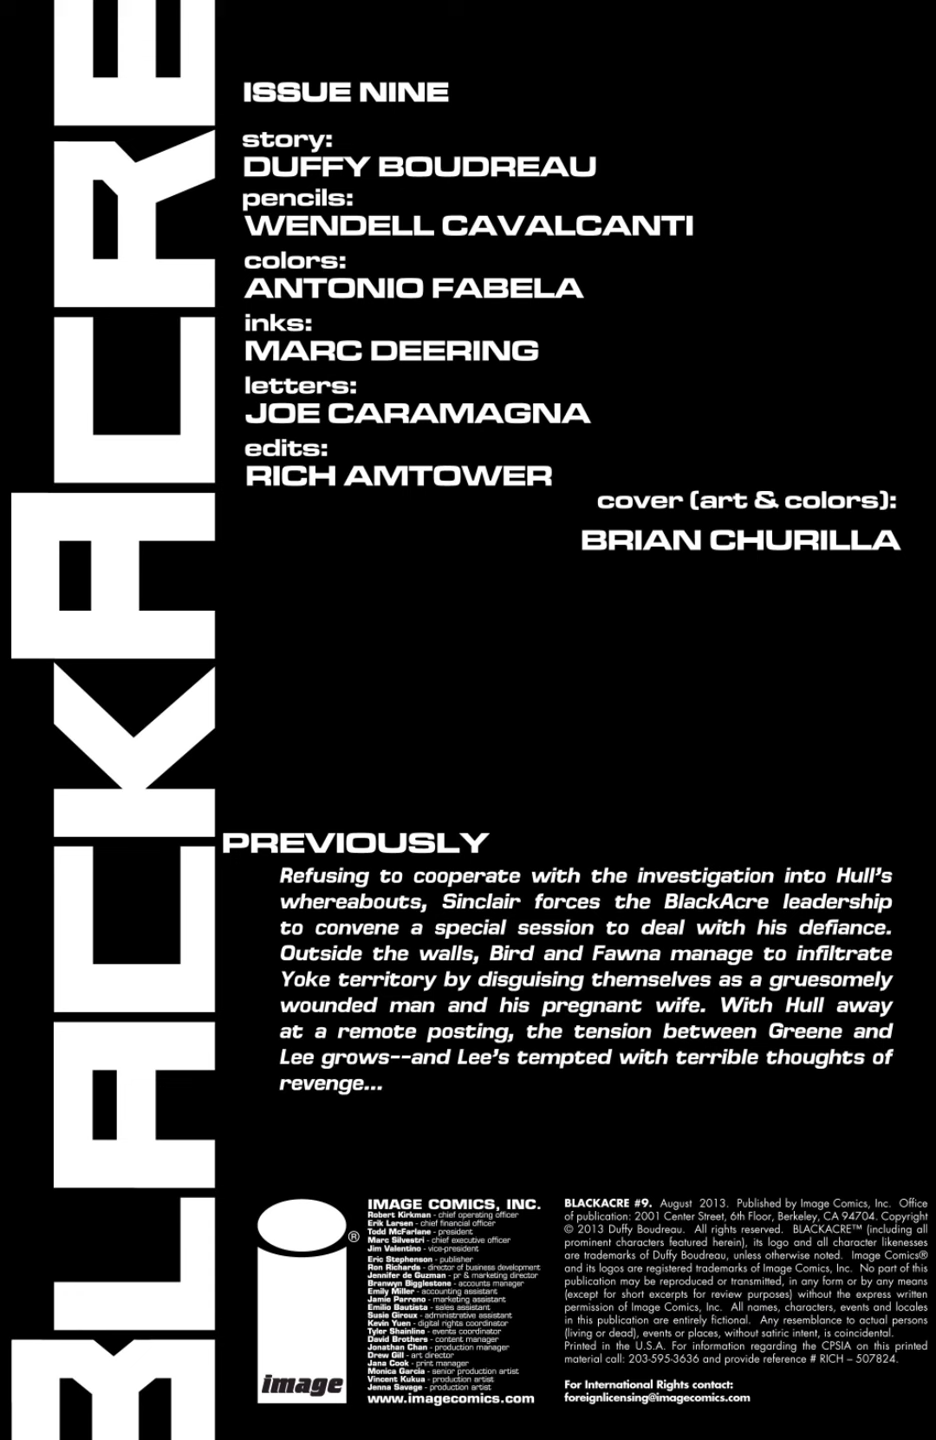 BLACKACRE
ISSUE NINE
story:
DUFFY BOUDREAU
pencils:
WENDELL CAVALCANTI
colors:
ANTONIO FABELA
inks:
MARC DEERING
letters:
JOE CARAMAGNA
edits:
RICH AMTOWER
cover (art & colors):
BRIAN CHURILLA
PREVIOUSLY
Refusing to cooperate with the investigation into Hull's
whereabouts, Sinclair forces the BlackAcre leadership
to convene a special session to deal with his defiance.
Outside the walls, Bird and Fawna manage to infiltrate
Yoke territory by disguising themselves as a gruesomely
wounded man and his pregnant wife. With Hull away
at a remote posting, the tension between Greene and
Lee grows--and Lee's tempted with terrible thoughts of
revenge...
image
®
IMAGE COMICS, INC.
Robert Kirkman - chief operating officer
Erik Larsen - chief financial officer
Todd McFarlane - president
Marc Silvestri - chief executive officer
Jim Valentino - vice-president
Eric Stephenson - publisher
Ron Richards - director of business development
Jennifer de Guzman - pr & marketing director
Branwyn Bigglestone - accounts manager
Emily Miller - accounting assistant
Jamie Parreno - marketing assistant
Emilio Bautista - sales assistant
Susie Giroux - administrative assistant
Kevin Yuen - digital rights coordinator
Tyler Shainline - events coordinator
David Brothers - content manager
Jonathan Chan - production manager
Drew Gill - art director
Jana Cook - print manager
Monica Garcia - senior production artist
Vincent Kukua - production artist
Jenna Savage - production artist
www.imagecomics.com
BLACKACRE #9. August 2013. Published by Image Comics, Inc. Office
of publication: 2001 Center Street, 6th Floor, Berkeley, CA 94704. Copyright
© 2013 Duffy Boudreau. All rights reserved. BLACKACRE™ (including all
prominent characters featured herein), its logo and all character likenesses
are trademarks of Duffy Boudreau, unless otherwise noted. Image Comics®
and its logos are registered trademarks of Image Comics, Inc. No part of this
publication may be reproduced or transmitted, in any form or by any means
(except for short excerpts for review purposes) without the express written
permission of Image Comics, Inc. All names, characters, events and locales
in this publication are entirely fictional. Any resemblance to actual persons
(living or dead), events or places, without satiric intent, is coincidental.
Printed in the U.S.A. For information regarding the CPSIA on this printed
material call: 203-595-3636 and provide reference # RICH – 507824.
For International Rights contact:
foreignlicensing@imagecomics.com